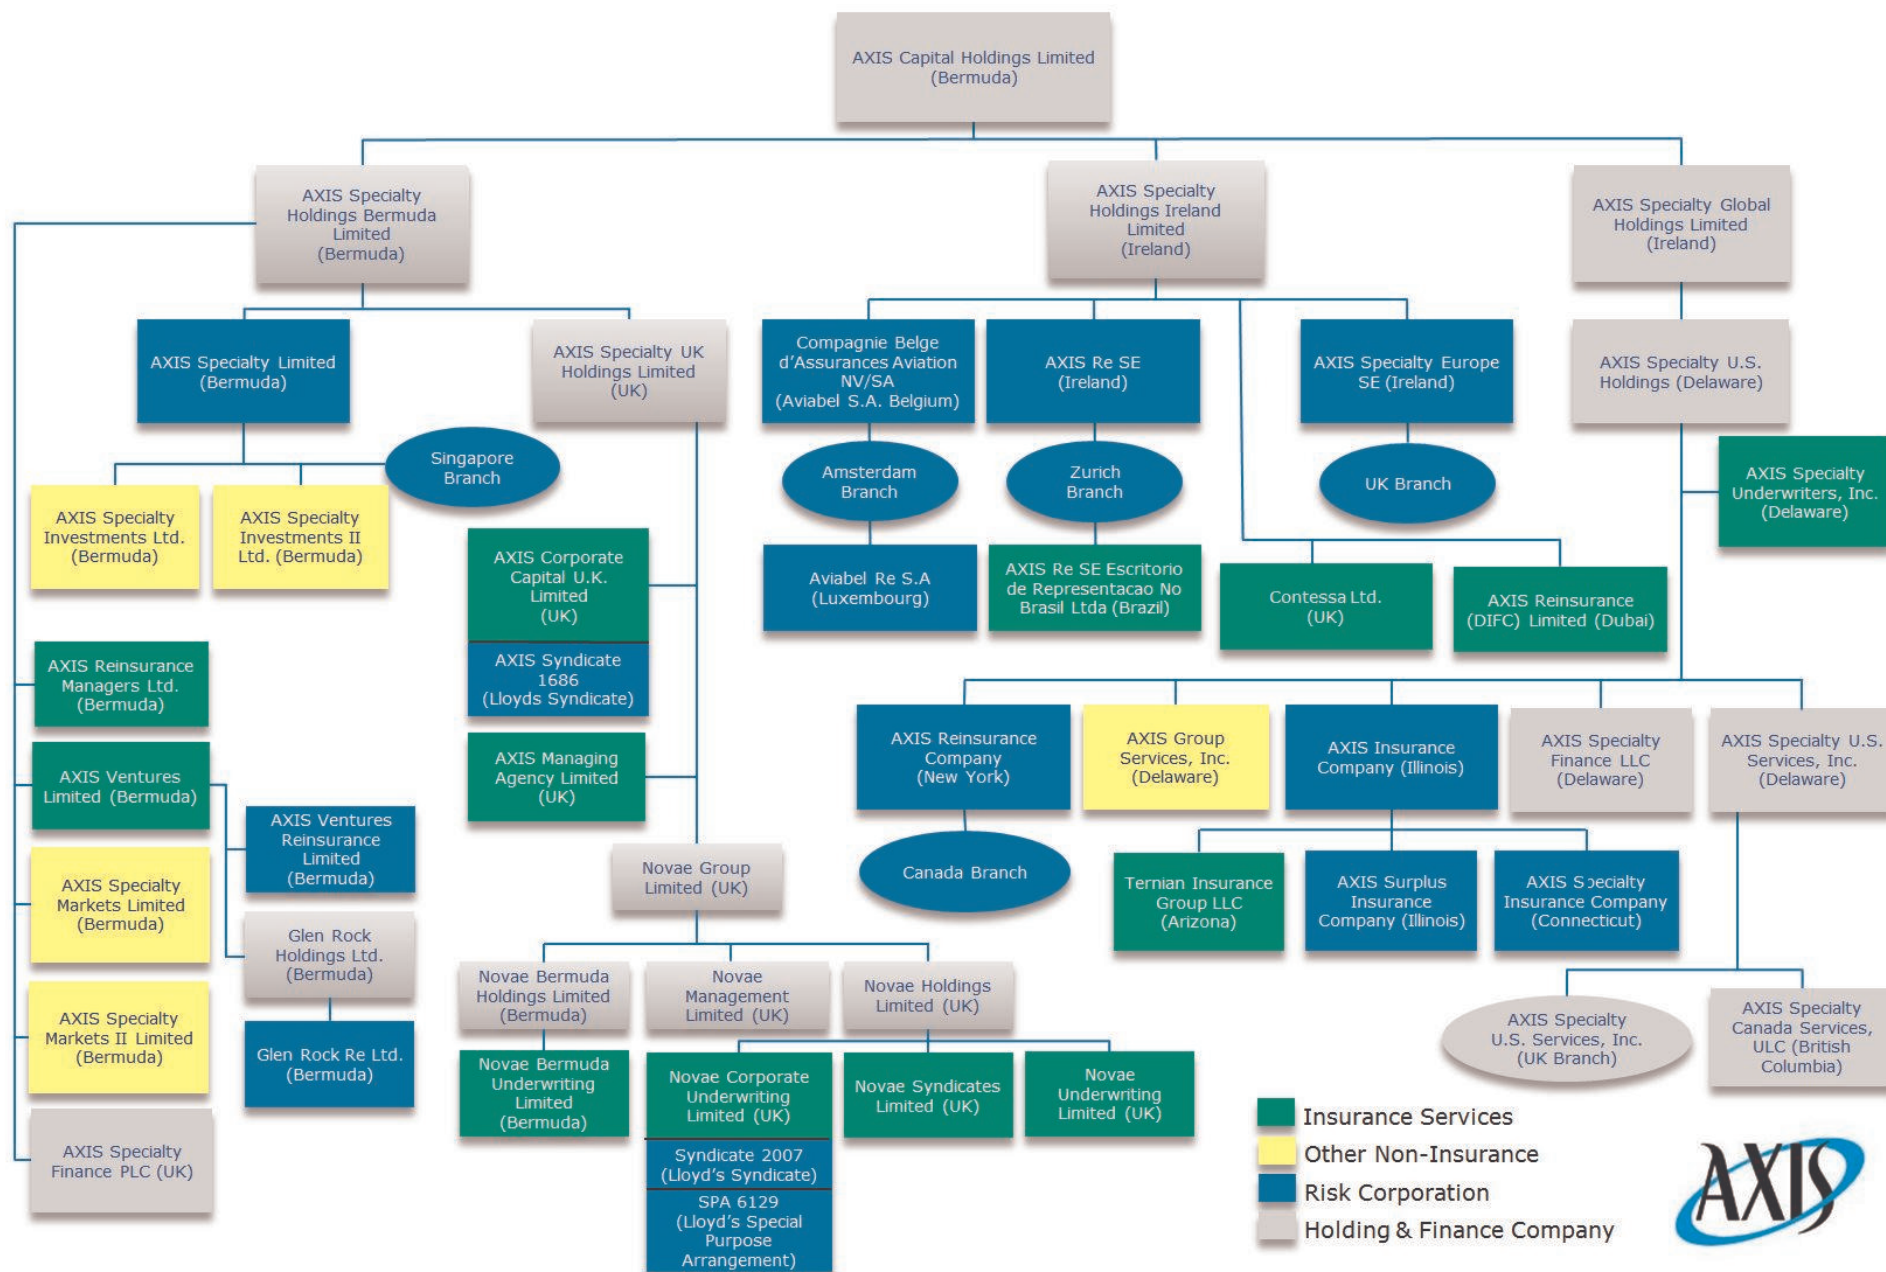 AXIS Capital Holdings Limited
(Bermuda)
AXIS Specialty
Holdings Bermuda
Limited
(Bermuda)
AXIS Specialty
Holdings Ireland
Limited
(Ireland)
AXIS Specialty Global
Holdings Limited
(Ireland)
AXIS Specialty Limited
(Bermuda)
AXIS Specialty UK
Holdings Limited
(UK)
Compagnie Belge
d'Assurances Aviation
NV/SA
(Aviabel S.A. Belgium)
AXIS Re SE
(Ireland)
AXIS Specialty Europe
SE (Ireland)
AXIS Specialty U.S.
Holdings (Delaware)
Singapore
Branch
Amsterdam
Branch
Zurich
Branch
UK Branch
AXIS Specialty
Underwriters, Inc.
(Delaware)
AXIS Specialty
Investments Ltd.
(Bermuda)
AXIS Specialty
Investments II
Ltd. (Bermuda)
AXIS Corporate
Capital U.K.
Limited
(UK)
AXIS Syndicate
1686
(Lloyds Syndicate)
Aviabel Re S.A
(Luxembourg)
AXIS Re SE Escritorio
de Representacao No
Brasil Ltda (Brazil)
Contessa Ltd.
(UK)
AXIS Reinsurance
(DIFC) Limited (Dubai)
AXIS Reinsurance
Managers Ltd.
(Bermuda)
AXIS Managing
Agency Limited
(UK)
AXIS Reinsurance
Company
(New York)
AXIS Group
Services, Inc.
(Delaware)
AXIS Insurance
Company (Illinois)
AXIS Specialty
Finance LLC
(Delaware)
AXIS Specialty U.S.
Services, Inc.
(Delaware)
AXIS Ventures
Limited (Bermuda)
AXIS Ventures
Reinsurance
Limited
(Bermuda)
Novae Group
Limited (UK)
Canada Branch
Ternian Insurance
Group LLC
(Arizona)
AXIS Surplus
Insurance
Company (Illinois)
AXIS Specialty
Insurance Company
(Connecticut)
AXIS Specialty
Markets Limited
(Bermuda)
Glen Rock
Holdings Ltd.
(Bermuda)
Novae Bermuda
Holdings Limited
(Bermuda)
Novae
Management
Limited (UK)
Novae Holdings
Limited (UK)
AXIS Specialty
Markets II Limited
(Bermuda)
Glen Rock Re Ltd.
(Bermuda)
AXIS Specialty
U.S. Services, Inc.
(UK Branch)
AXIS Specialty
Canada Services,
ULC (British
Columbia)
Novae Bermuda
Underwriting
Limited
(Bermuda)
Novae Corporate
Underwriting
Limited (UK)
Syndicate 2007
(Lloyd's Syndicate)
SPA 6129
(Lloyd's Special
Purpose
Arrangement)
Novae Syndicates
Limited (UK)
Novae
Underwriting
Limited (UK)
AXIS Specialty
Finance PLC (UK)
Insurance Services
Other Non-Insurance
Risk Corporation
Holding & Finance Company
AXIS